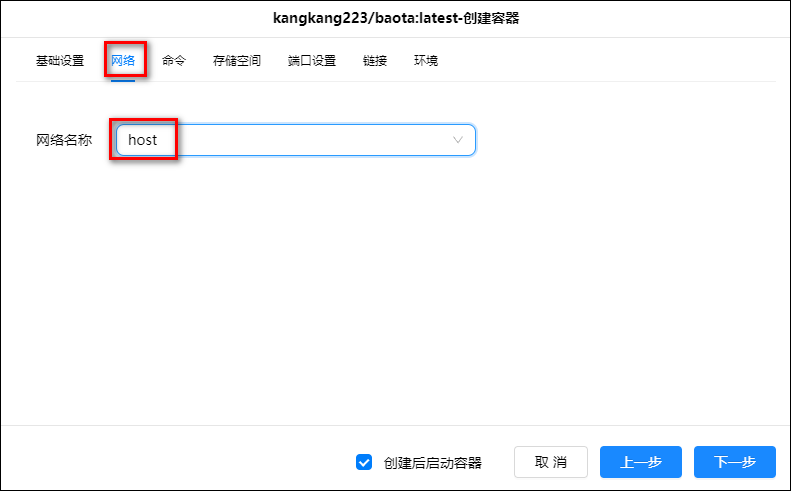 kangkang223/baota:latest-创建容器
基础设置 网络 命令 存储空间 端口设置 链接 环境
网络名称 host
创建后启动容器 取 消 上一步 下一步